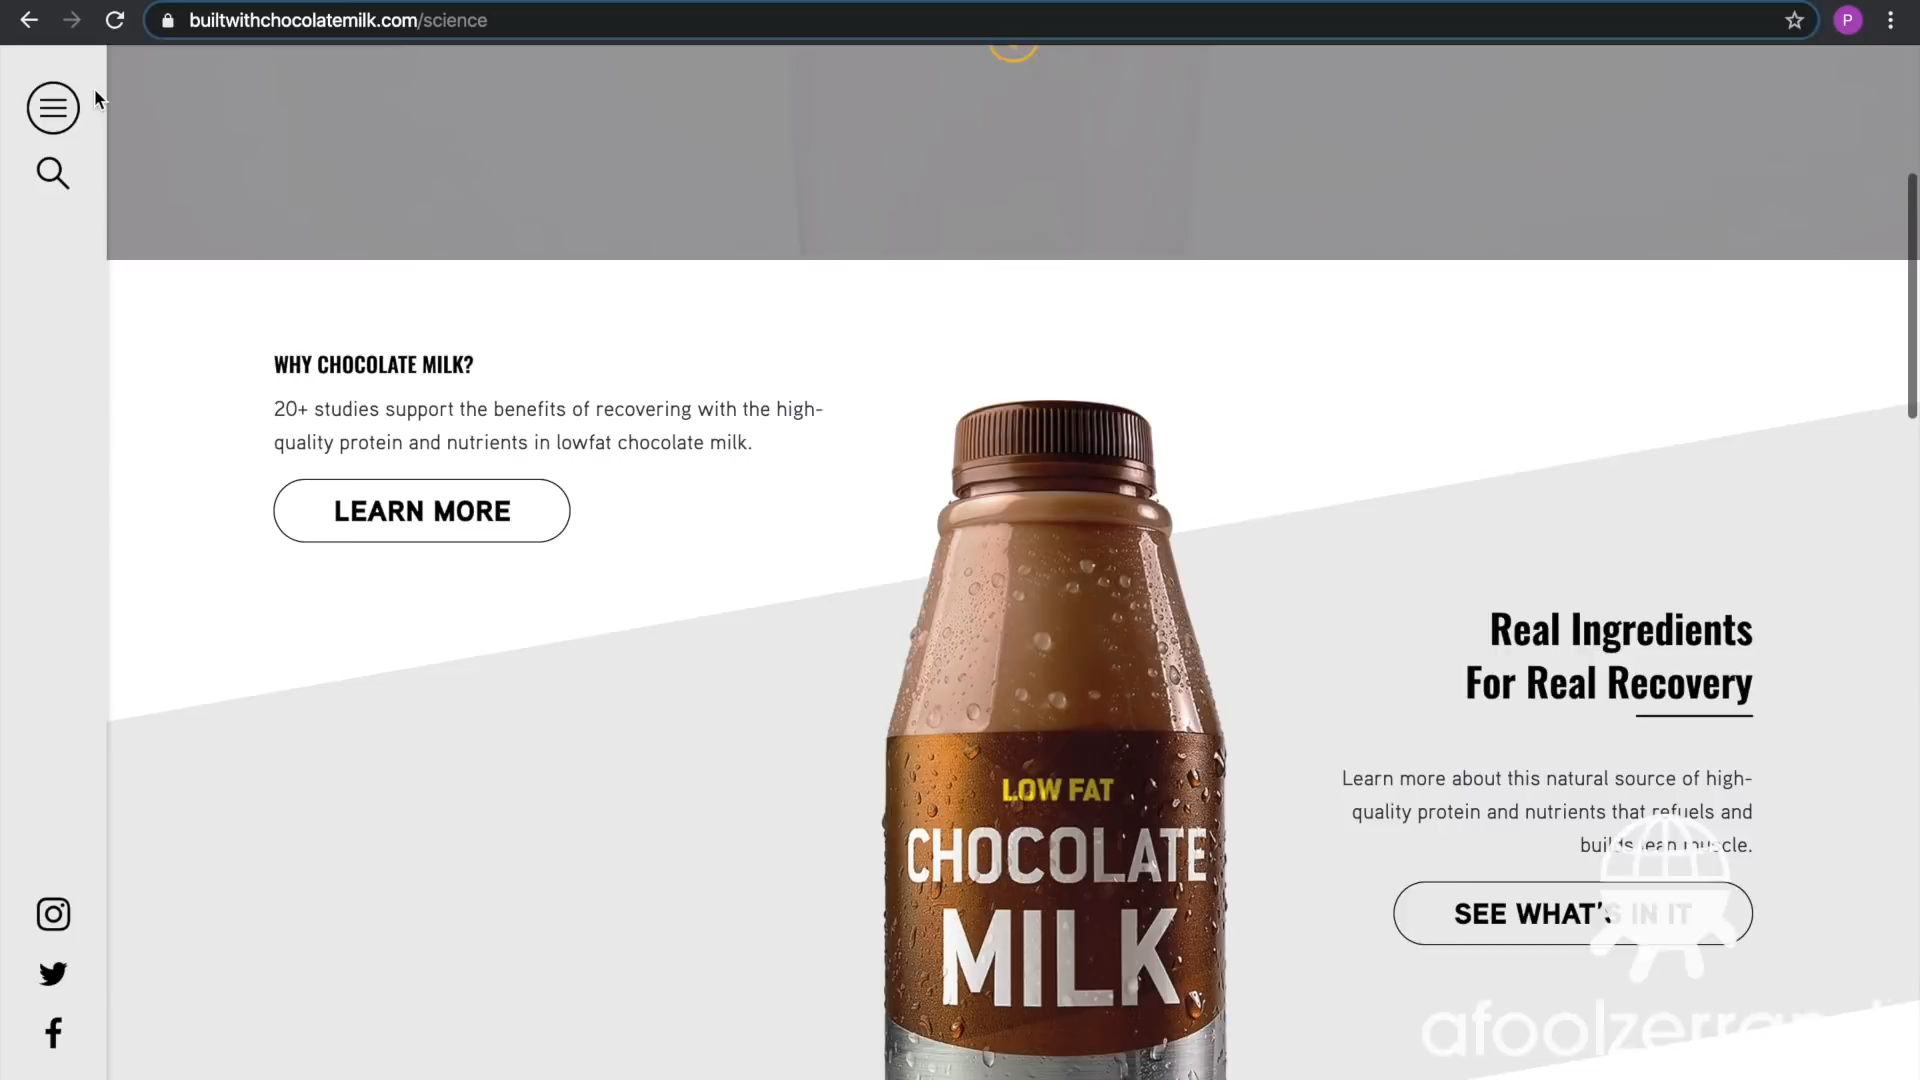 builtwithchocolatemilk.com/science
P
WHY CHOCOLATE MILK?
20+ studies support the benefits of recovering with the high-
quality protein and nutrients in lowfat chocolate milk.
LEARN MORE
Real Ingredients
For Real Recovery
Learn more about this natural source of high-
quality protein and nutrients that refuels and
builds lean muscle.
SEE WHAT'S IN IT
LOW FAT
CHOCOLATE
MILK